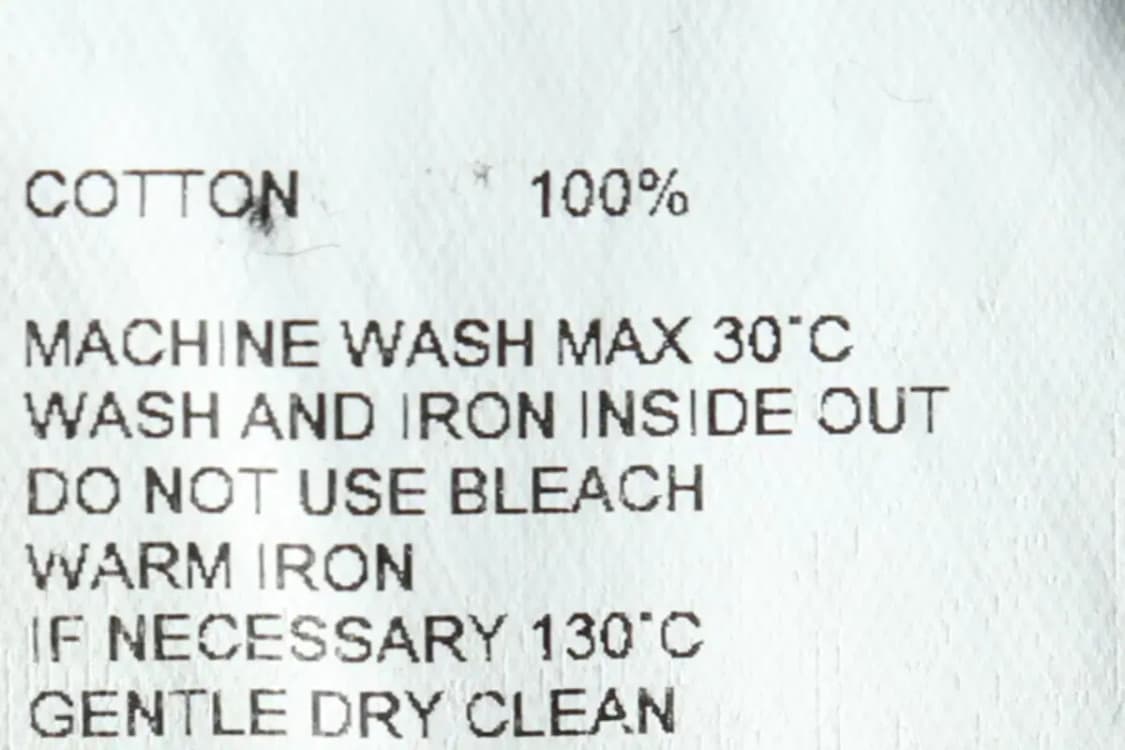 COTTON 100%
MACHINE WASH MAX 30°C
WASH AND IRON INSIDE OUT
DO NOT USE BLEACH
WARM IRON
IF NECESSARY 130°C
GENTLE DRY CLEAN